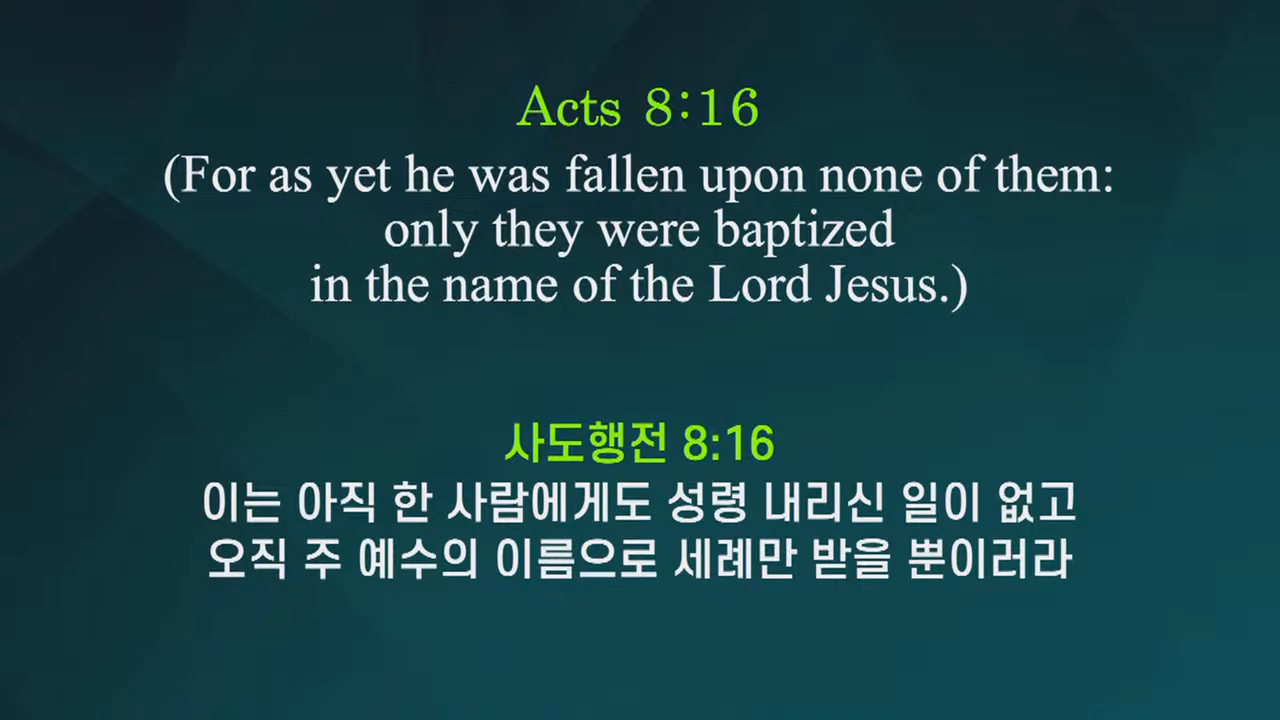 Acts 8:16
(For as yet he was fallen upon none of them:
only they were baptized
in the name of the Lord Jesus.)
사도행전 8:16
이는 아직 한 사람에게도 성령 내리신 일이 없고
오직 주 예수의 이름으로 세례만 받을 뿐이러라